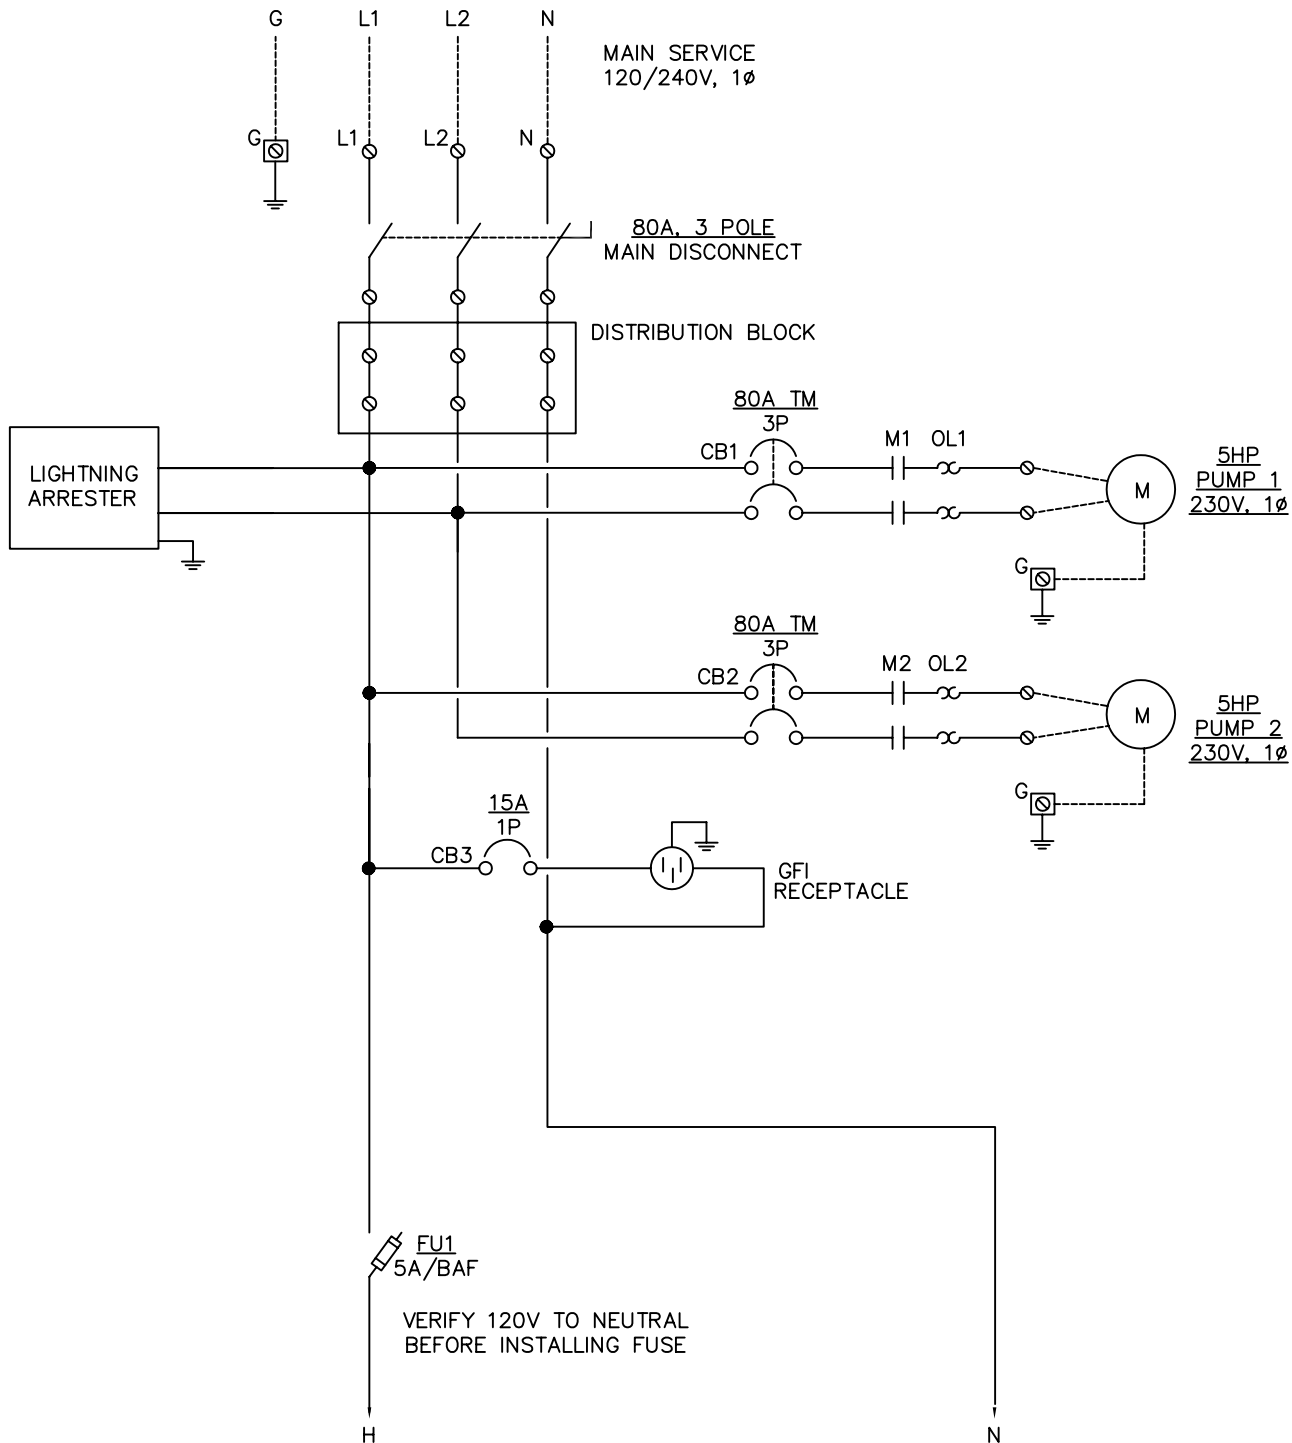 G L1 L2 N
MAIN SERVICE
120/240V, 1ø
G L1 L2 N
80A, 3 POLE
MAIN DISCONNECT
DISTRIBUTION BLOCK
LIGHTNING
ARRESTER
80A TM
3P
CB1
M1 OL1
M
5HP
PUMP 1
230V, 1ø
G
80A TM
3P
CB2
M2 OL2
M
5HP
PUMP 2
230V, 1ø
G
15A
1P
CB3
GFI
RECEPTACLE
FU1
5A/BAF
VERIFY 120V TO NEUTRAL
BEFORE INSTALLING FUSE
H N